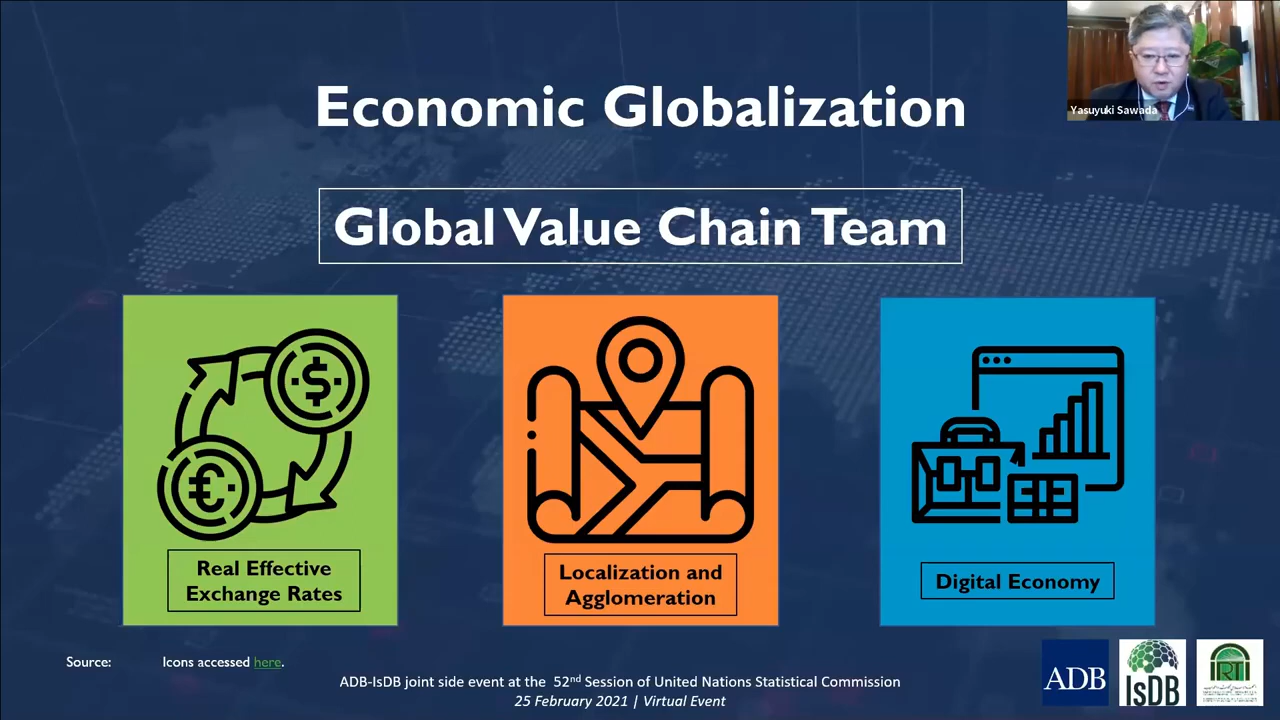 Economic Globalization
Yasuyuki Sawada
Global Value Chain Team
$
€
Real Effective
Exchange Rates
Localization and
Agglomeration
Digital Economy
Source: Icons accessed here.
ADB-IsDB joint side event at the 52nd Session of United Nations Statistical Commission
25 February 2021 | Virtual Event
ADB
IsDB
IRTI